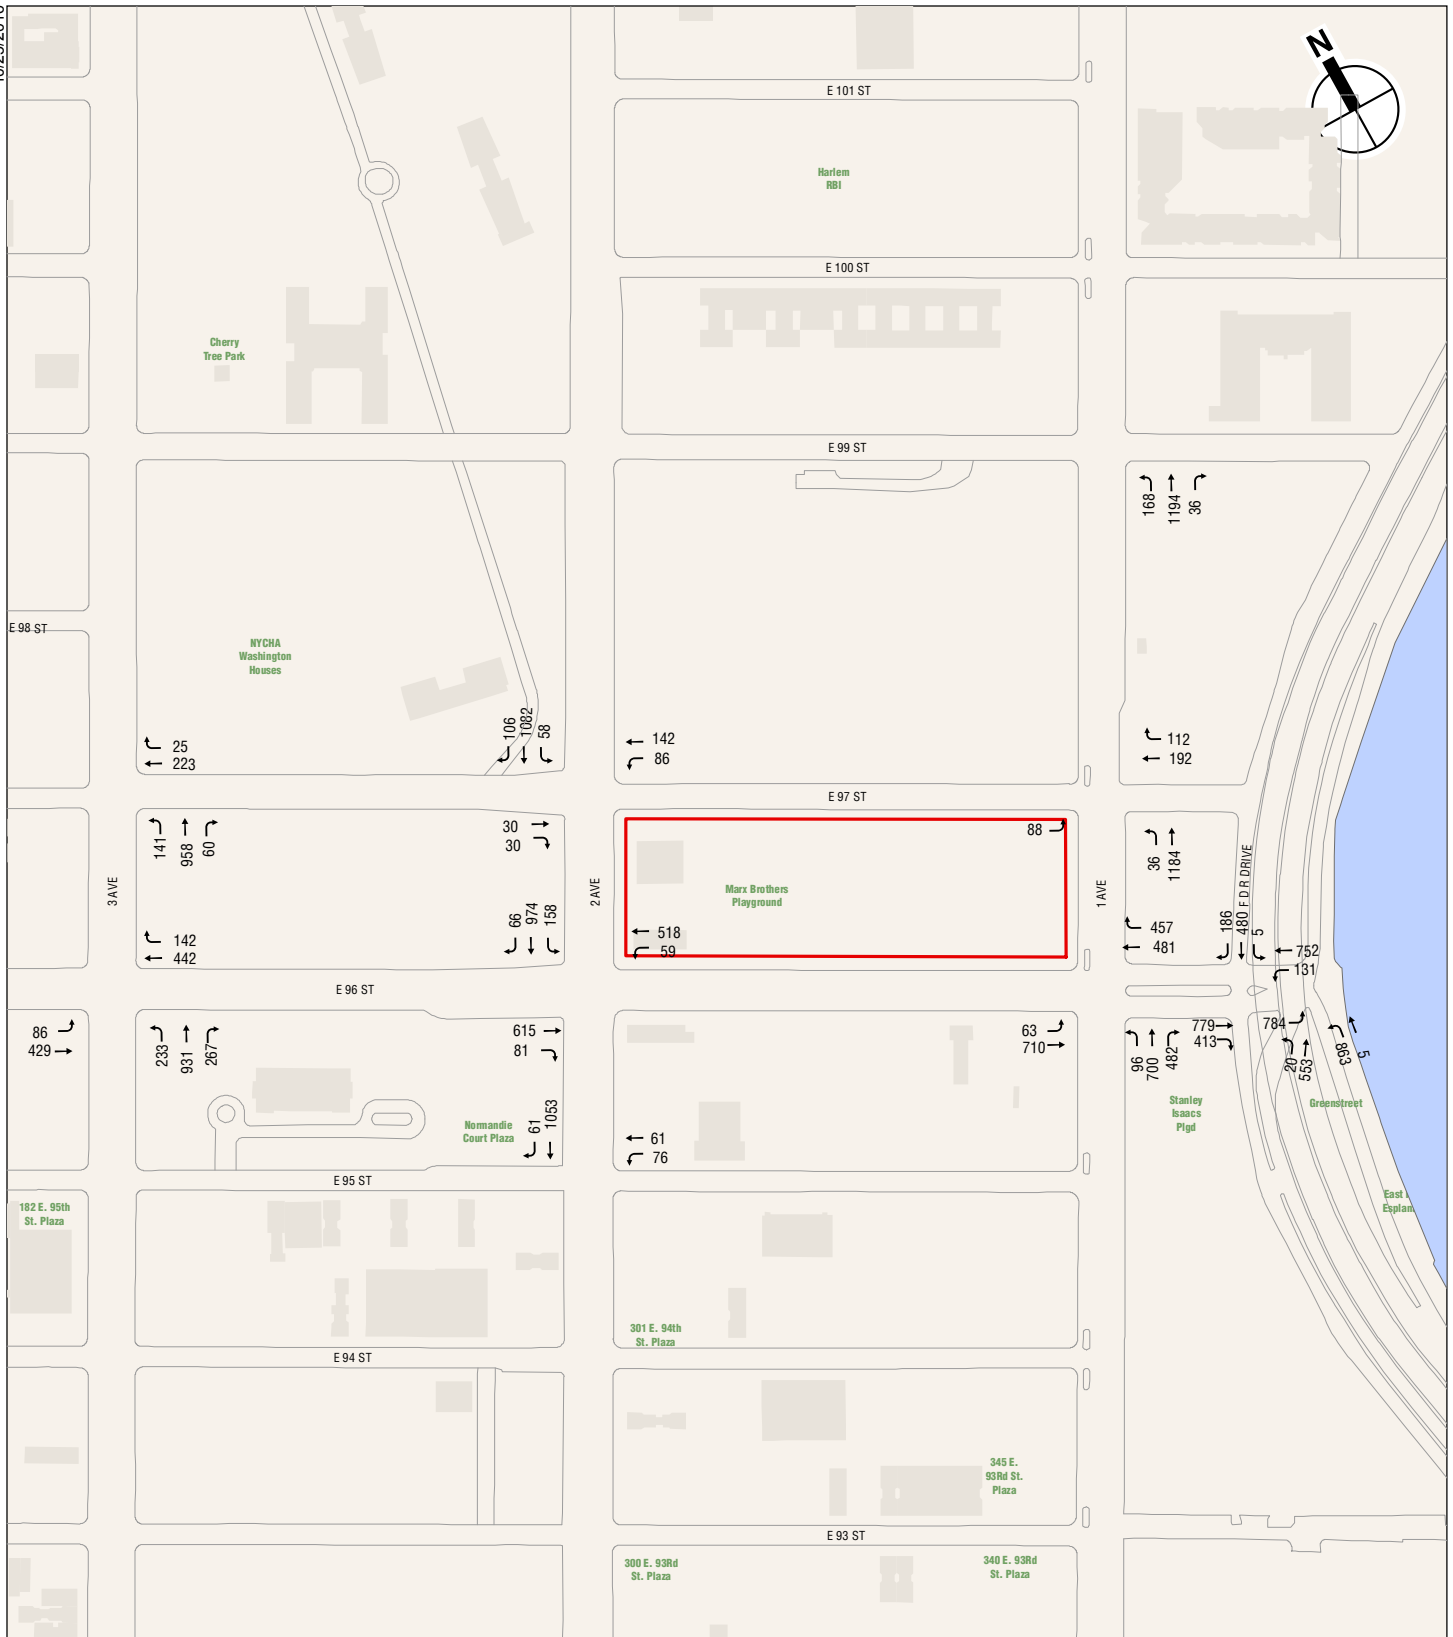 N
E 101 ST
Harlem
RBI
E 100 ST
Cherry
Tree Park
E 99 ST
168
1194
36
E 98 ST
NYCHA
Washington
Houses
106
1082
58
25
223
142
86
112
192
E 97 ST
141
958
60
30
30
88
36
1184
3 AVE
2 AVE
Marx Brothers
Playground
1 AVE
F D R DRIVE
66
974
158
518
59
142
442
457
481
186
480
5
752
131
E 96 ST
86
429
233
931
267
615
81
63
710
96
700
482
779
413
784
20
553
863
5
Stanley
Isaacs
Plgd
Greenstreet
Normandie
Court Plaza
61
1053
61
76
E 95 ST
182 E. 95th
St. Plaza
East
Esplan
301 E. 94th
St. Plaza
E 94 ST
345 E.
93Rd St.
Plaza
E 93 ST
300 E. 93Rd
St. Plaza
340 E. 93Rd
St. Plaza